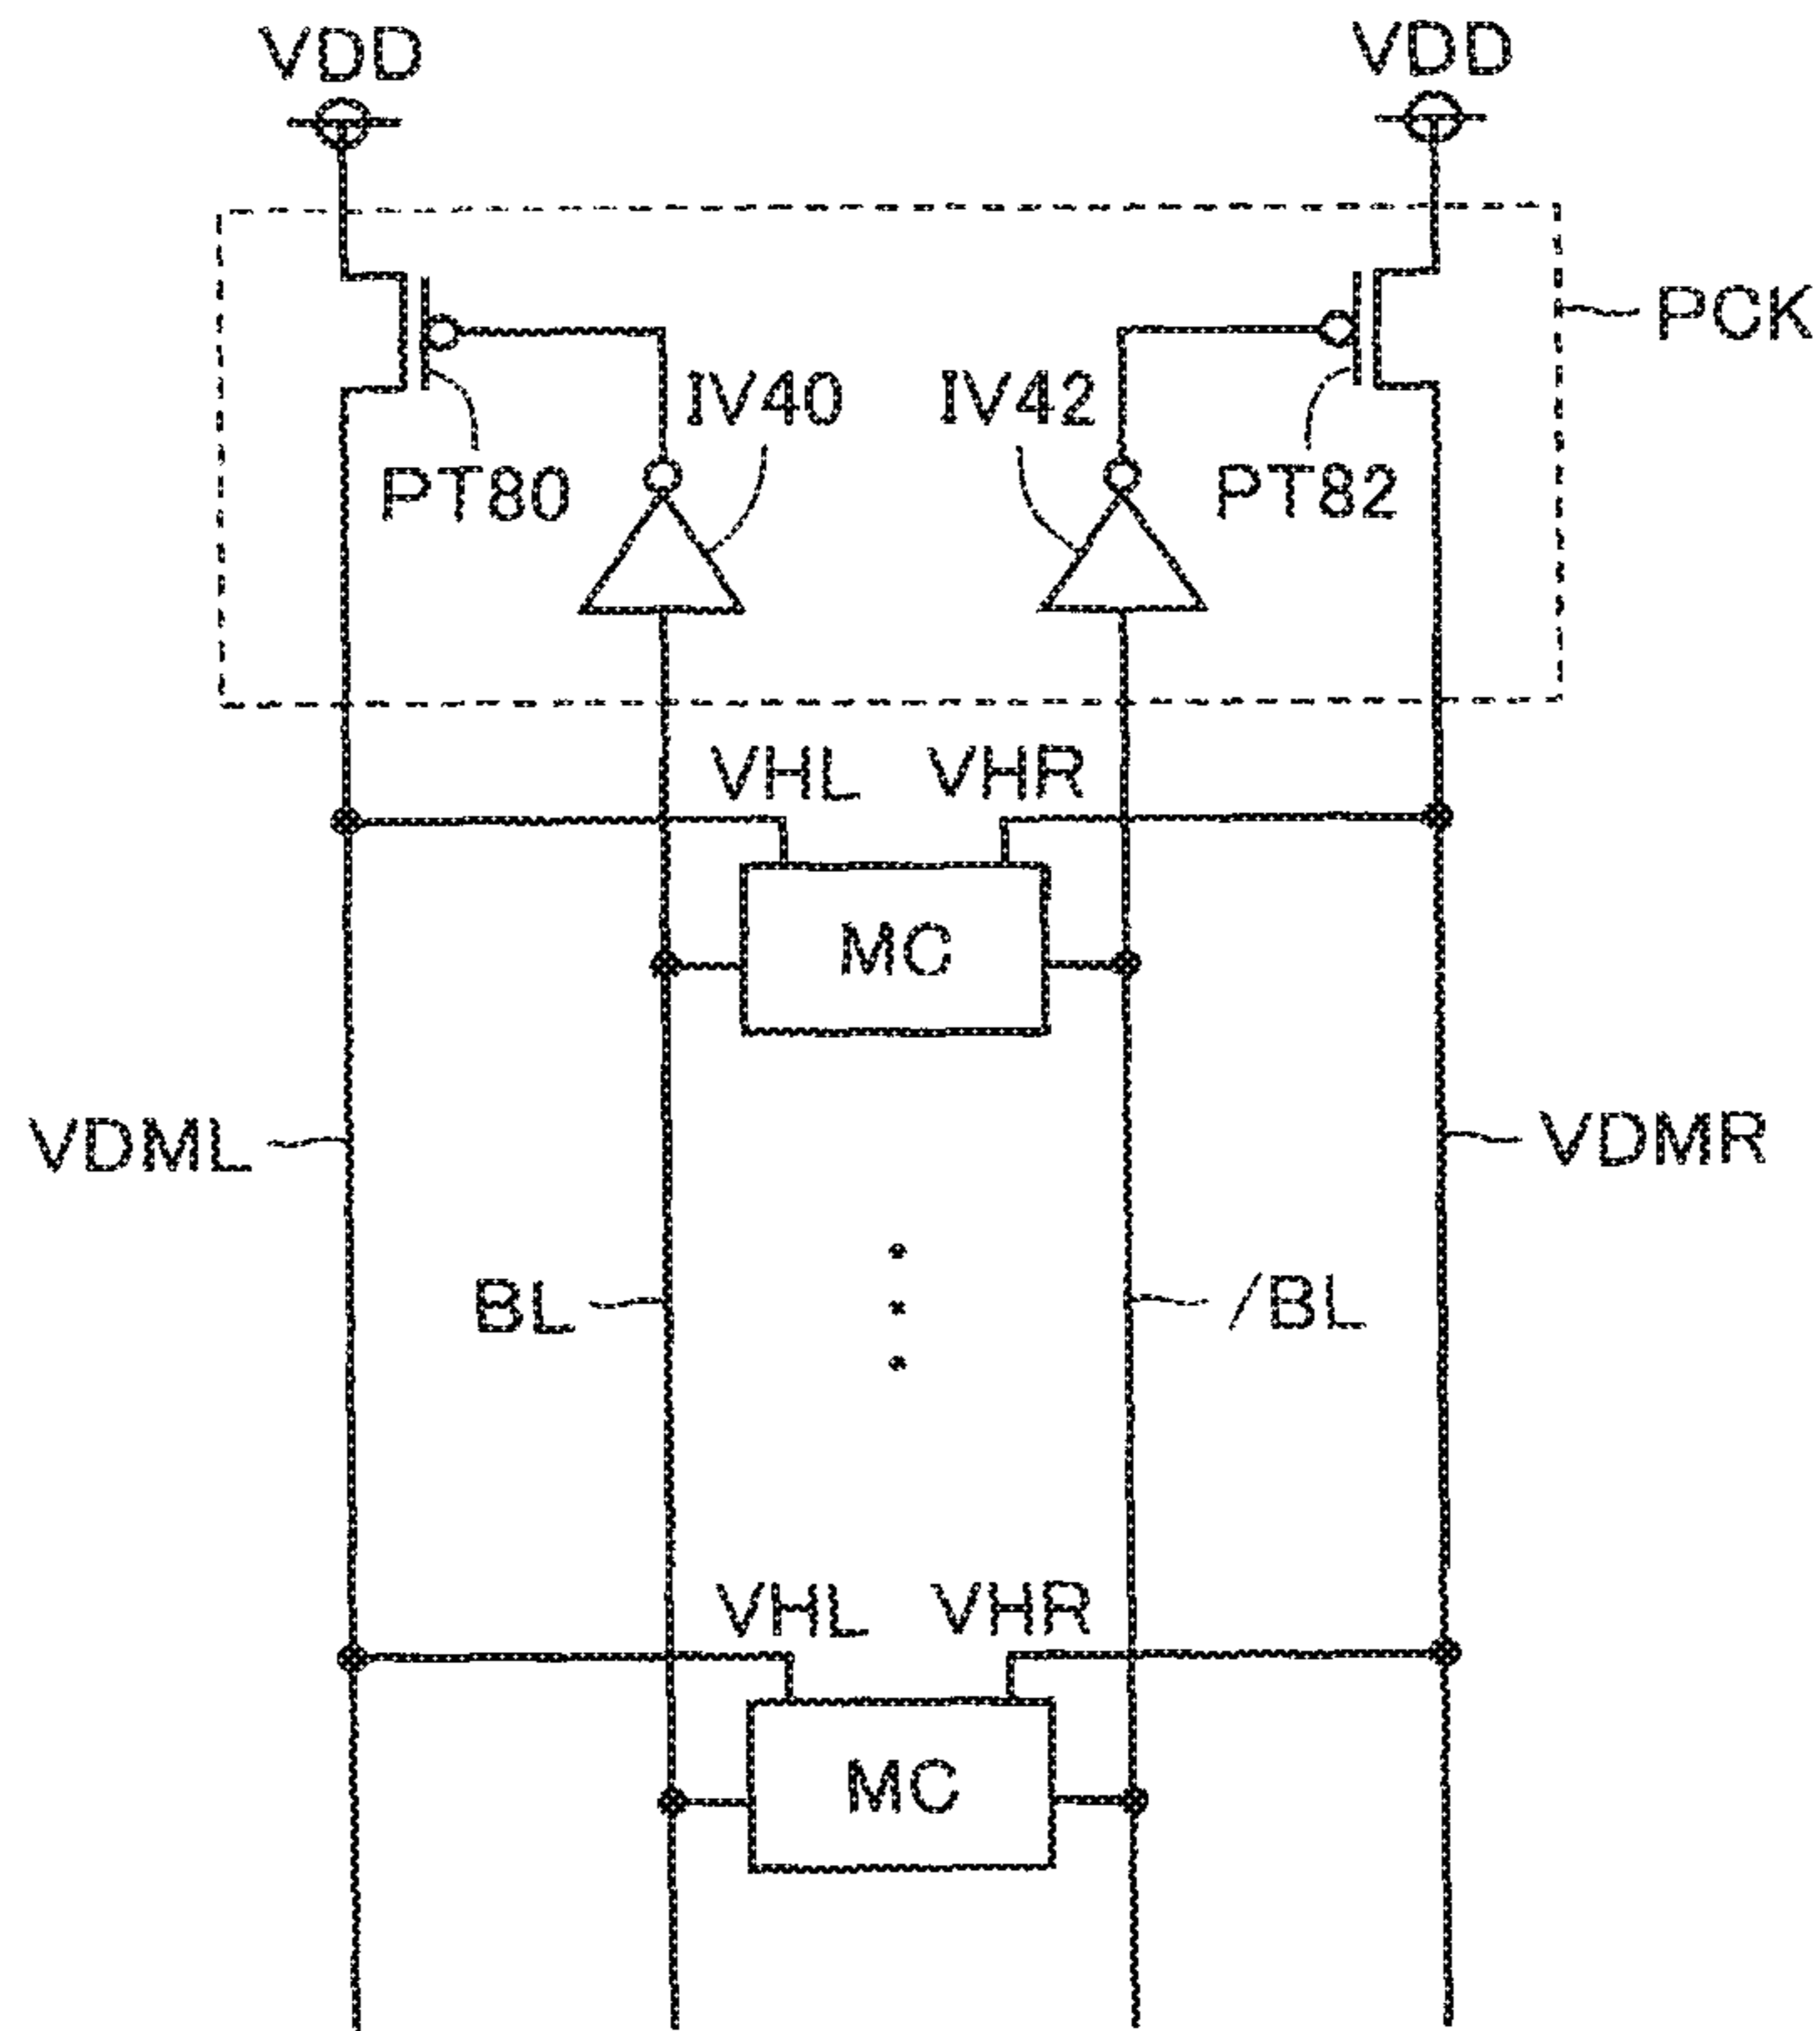 VDD VDD
PCK
IV40 IV42
PT80 PT82
VHL VHR
MC
VDML VDMR
BL /BL
VHL VHR
MC